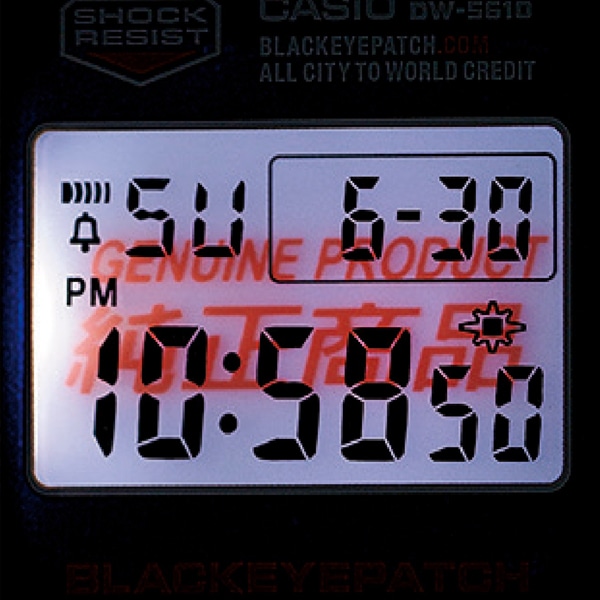 SHOCK
RESIST
CASIO DW-5610
BLACKEYEPATCH.COM
ALL CITY TO WORLD CREDIT
SU 6-30
GENUINE PRODUCT
PM
純正商品
10:58 50
BLACKEYEPATCH